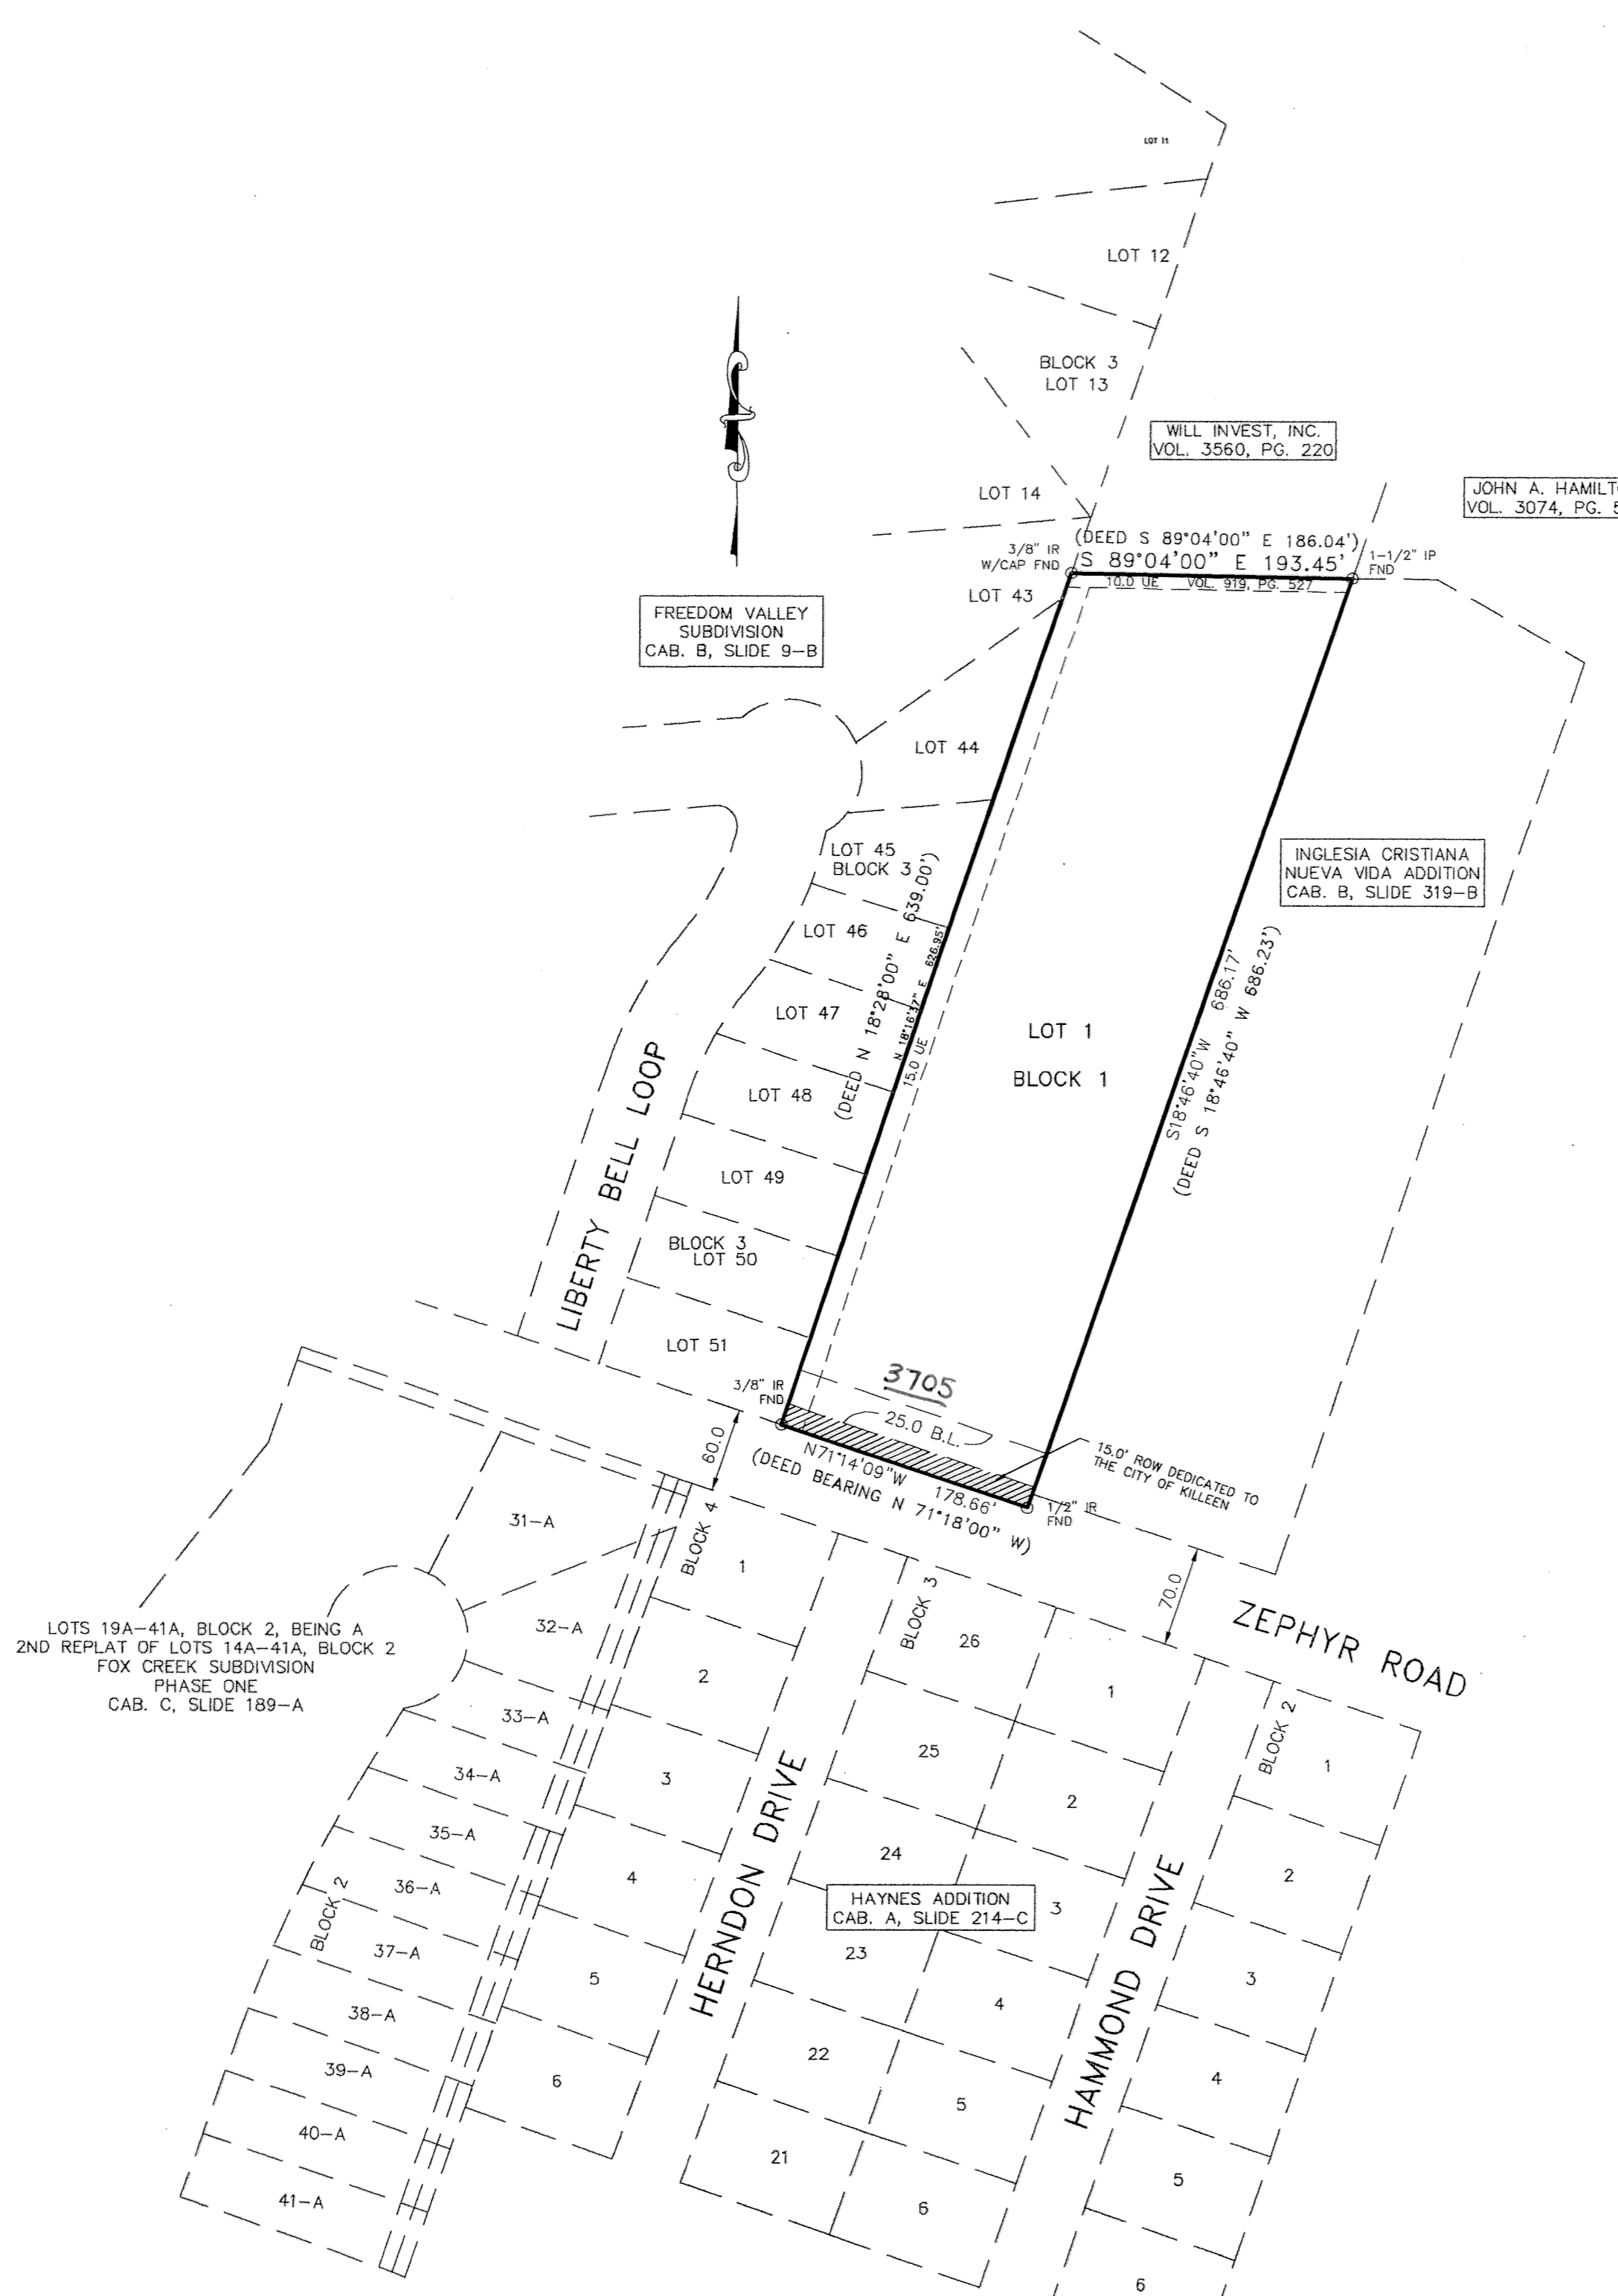 LOT 11
LOT 12
BLOCK 3
LOT 13
WILL INVEST, INC.
VOL. 3560, PG. 220
LOT 14
JOHN A. HAMILT
VOL. 3074, PG. 5
(DEED S 89°04'00" E 186.04')
S 89°04'00" E 193.45'
3/8" IR
W/CAP FND
1-1/2" IP
FND
10.0 UE VOL. 919, PG. 527
LOT 43
FREEDOM VALLEY
SUBDIVISION
CAB. B, SLIDE 9-B
LOT 44
LOT 45
BLOCK 3
INGLESIA CRISTIANA
NUEVA VIDA ADDITION
CAB. B, SLIDE 319-B
LOT 46
LOT 47
LOT 48
LOT 49
BLOCK 3
LOT 50
LOT 51
(DEED N 18°28'00" E 639.00')
N 18°16'37" E 626.95'
15.0 UE
LOT 1
BLOCK 1
S18°46'40"W 686.17'
(DEED S 18°46'40" W 686.23')
LIBERTY BELL LOOP
3705
25.0 B.L.
3/8" IR
FND
60.0
N71°14'09"W 178.66'
(DEED BEARING N 71°18'00" W)
1/2" IR
FND
15.0' ROW DEDICATED TO
THE CITY OF KILLEEN
70.0
ZEPHYR ROAD
LOTS 19A-41A, BLOCK 2, BEING A
2ND REPLAT OF LOTS 14A-41A, BLOCK 2
FOX CREEK SUBDIVISION
PHASE ONE
CAB. C, SLIDE 189-A
31-A
32-A
33-A
34-A
35-A
36-A
BLOCK 2
37-A
38-A
39-A
40-A
41-A
BLOCK 4
1
2
3
4
5
6
HERNDON DRIVE
BLOCK 3
26
25
24
23
22
21
HAYNES ADDITION
CAB. A, SLIDE 214-C
1
2
3
4
5
6
HAMMOND DRIVE
BLOCK 2
1
2
3
4
5
6